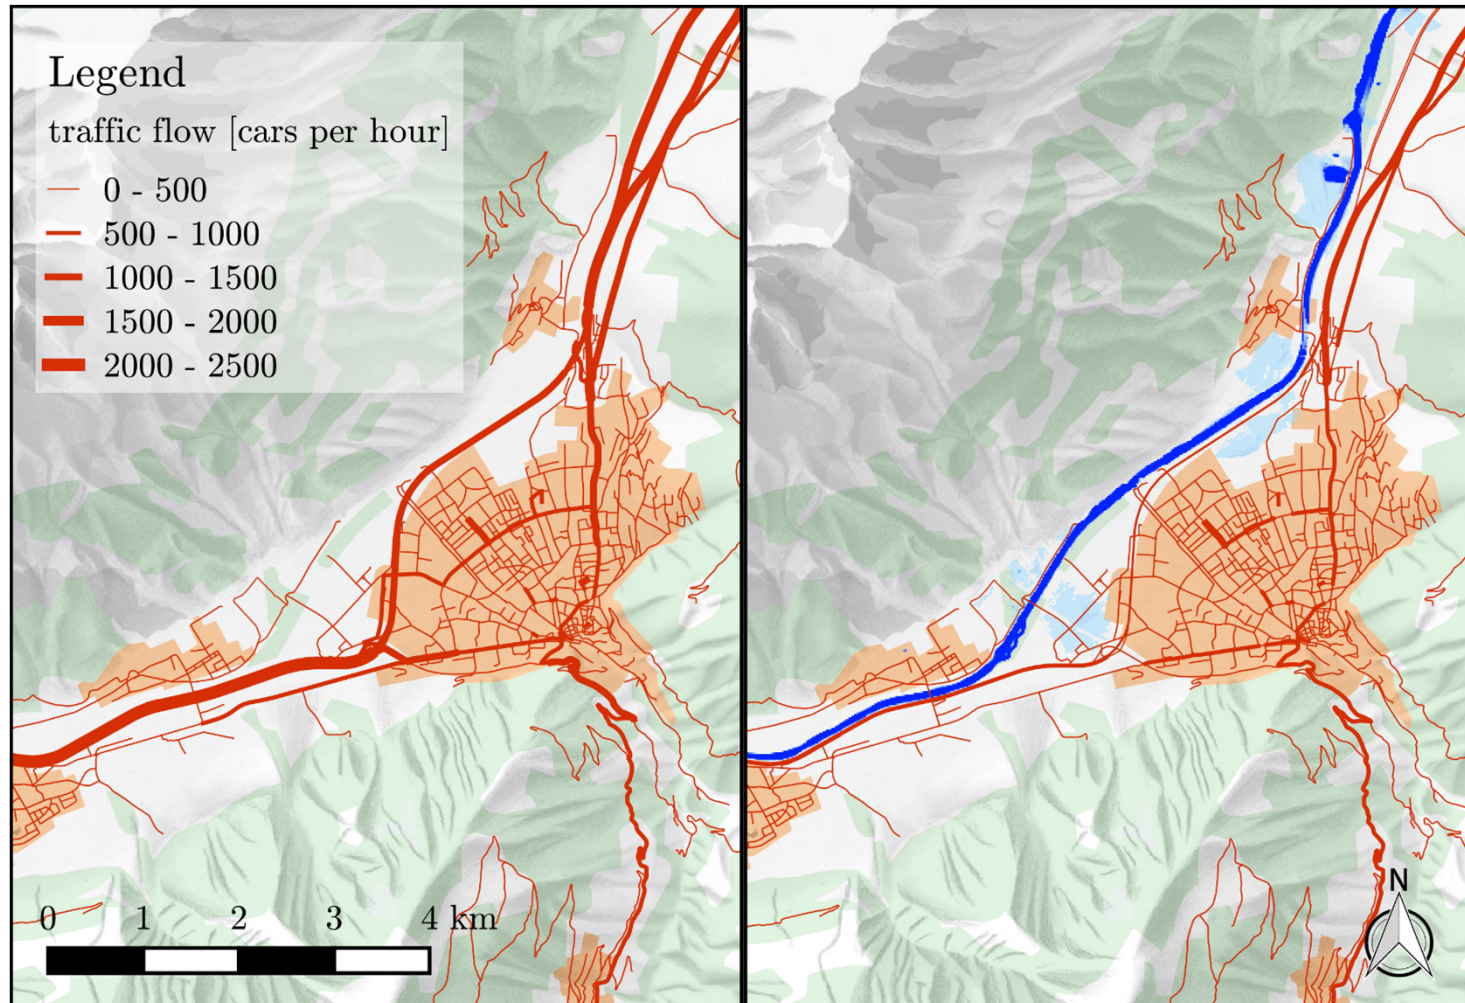 Legend
traffic flow [cars per hour]
0 - 500
500 - 1000
1000 - 1500
1500 - 2000
2000 - 2500
0 1 2 3 4 km
N